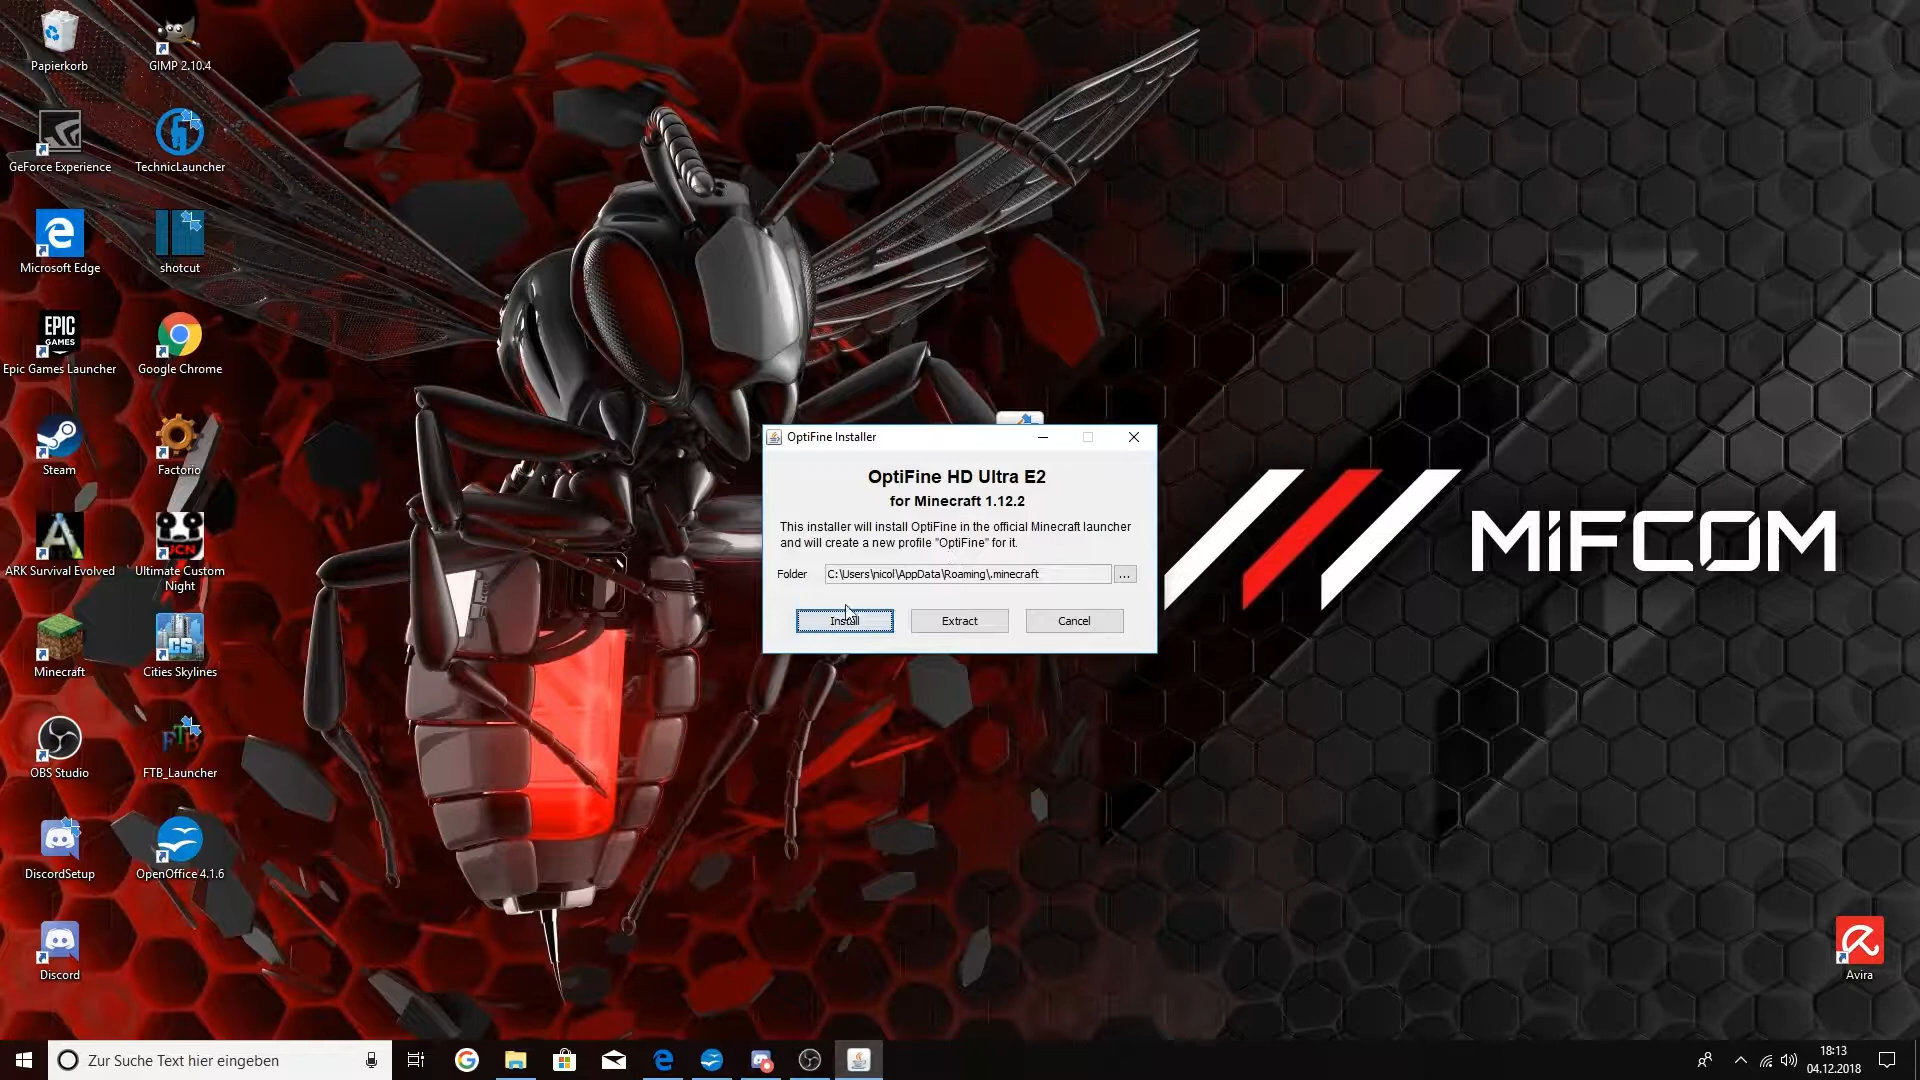 Papierkorb
GIMP 2.10.4
GeForce Experience
TechnicLauncher
Microsoft Edge
shotcut
EPIC
GAMES
Epic Games Launcher
Google Chrome
Steam
Factorio
ARK Survival Evolved
UCN
Ultimate Custom
Night
Minecraft
CS
Cities Skylines
OBS Studio
FTB
FTB_Launcher
DiscordSetup
OpenOffice 4.1.6
Discord
OptiFine Installer
OptiFine HD Ultra E2
for Minecraft 1.12.2
This installer will install OptiFine in the official Minecraft launcher
and will create a new profile "OptiFine" for it.
Folder C:\Users\nicol\AppData\Roaming\.minecraft ...
Install Extract Cancel
MIFCOM
Avira
Zur Suche Text hier eingeben
18:13
04.12.2018